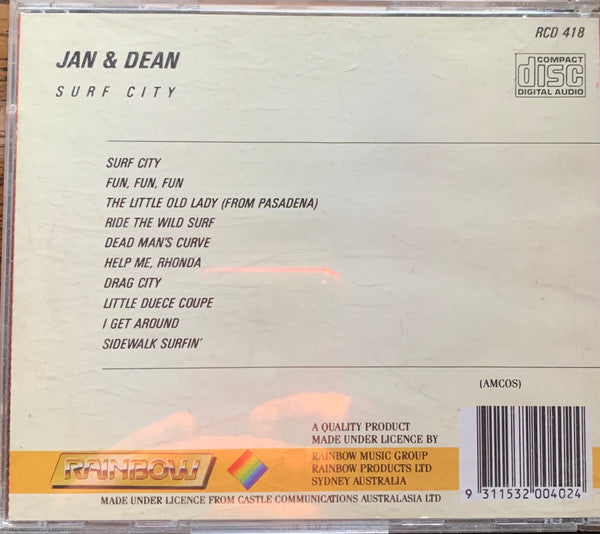 RCD 418
JAN & DEAN
SURF CITY
COMPACT
disc
DIGITAL AUDIO
SURF CITY
FUN, FUN, FUN
THE LITTLE OLD LADY (FROM PASADENA)
RIDE THE WILD SURF
DEAD MAN'S CURVE
HELP ME, RHONDA
DRAG CITY
LITTLE DUECE COUPE
I GET AROUND
SIDEWALK SURFIN'
(AMCOS)
A QUALITY PRODUCT
MADE UNDER LICENCE BY
RAINBOW MUSIC GROUP
RAINBOW PRODUCTS LTD
SYDNEY AUSTRALIA
RAINBOW
MADE UNDER LICENCE FROM CASTLE COMMUNICATIONS AUSTRALASIA LTD
9 311532 004024